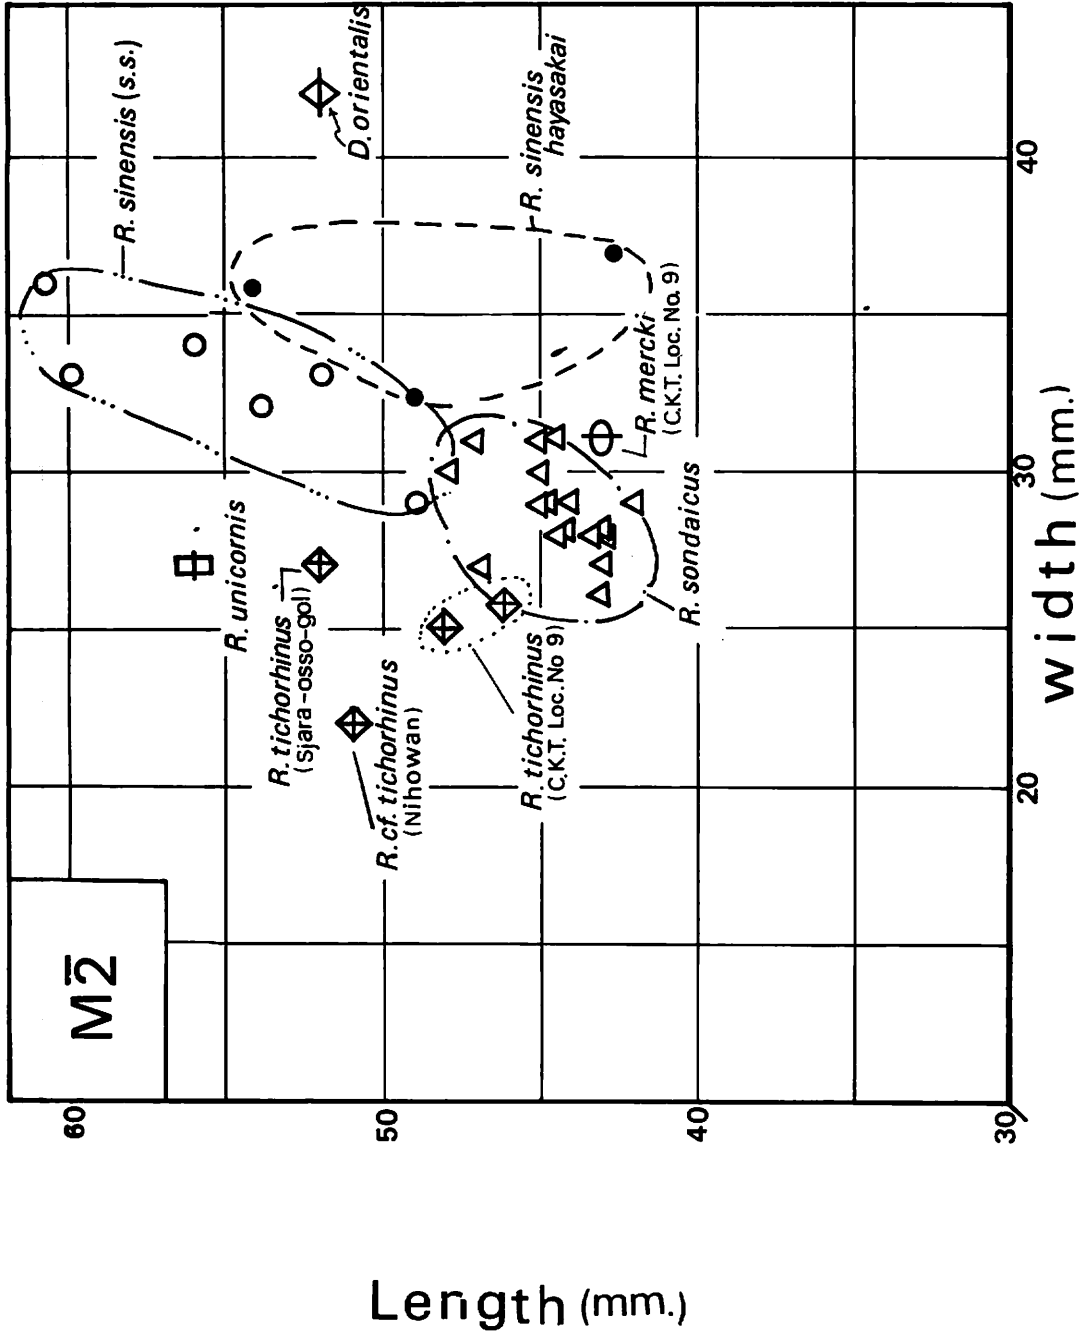 M2̅
R. sinensis (s.s.)
D. orientalis
R. sinensis
hayasakai
R. unicornis
R. tichorhinus
(Sjara-osso-gol)
R. cf. tichorhinus
(Nihowan)
R. tichorhinus
(C.K.T. Loc. No 9)
R. mercki
(C.K.T. Loc. No. 9)
R. sondaicus
60
50
40
30
20
30
40
width (mm.)
Length (mm.)